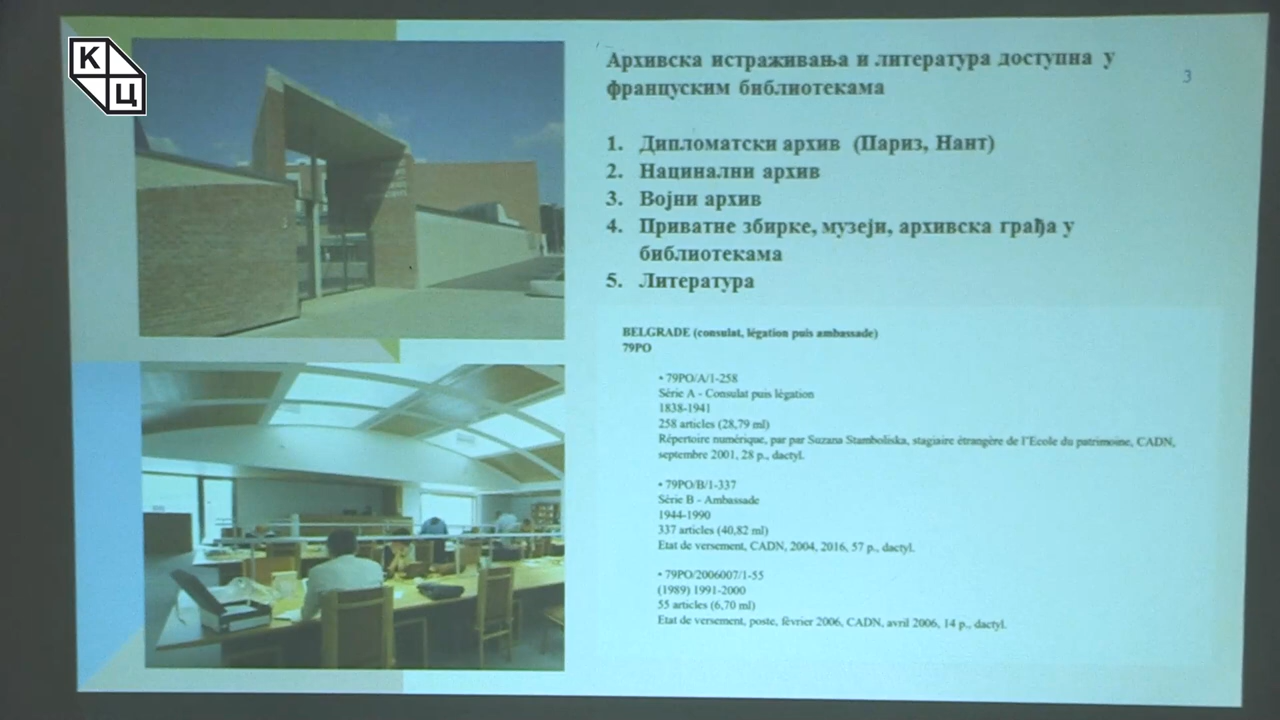 К
Ц
Архивска истраживања и литература доступна у
француским библиотекама
3
1. Дипломатски архив (Париз, Нант)
2. Нацинални архив
3. Војни архив
4. Приватне збирке, музеји, архивска грађа у
библиотекама
5. Литература
BELGRADE (consulat, légation puis ambassade)
79PO
• 79PO/A/1-258
Série A - Consulat puis légation
1838-1941
258 articles (28,79 ml)
Répertoire numérique, par par Suzana Stamboliska, stagiaire étrangère de l'Ecole du patrimoine, CADN,
septembre 2001, 28 p., dactyl.
• 79PO/B/1-337
Série B - Ambassade
1944-1990
337 articles (40,82 ml)
Etat de versement, CADN, 2004, 2016, 57 p., dactyl.
• 79PO/2006007/1-55
(1989) 1991-2000
55 articles (6,70 ml)
Etat de versement, poste, février 2006, CADN, avril 2006, 14 p., dactyl.